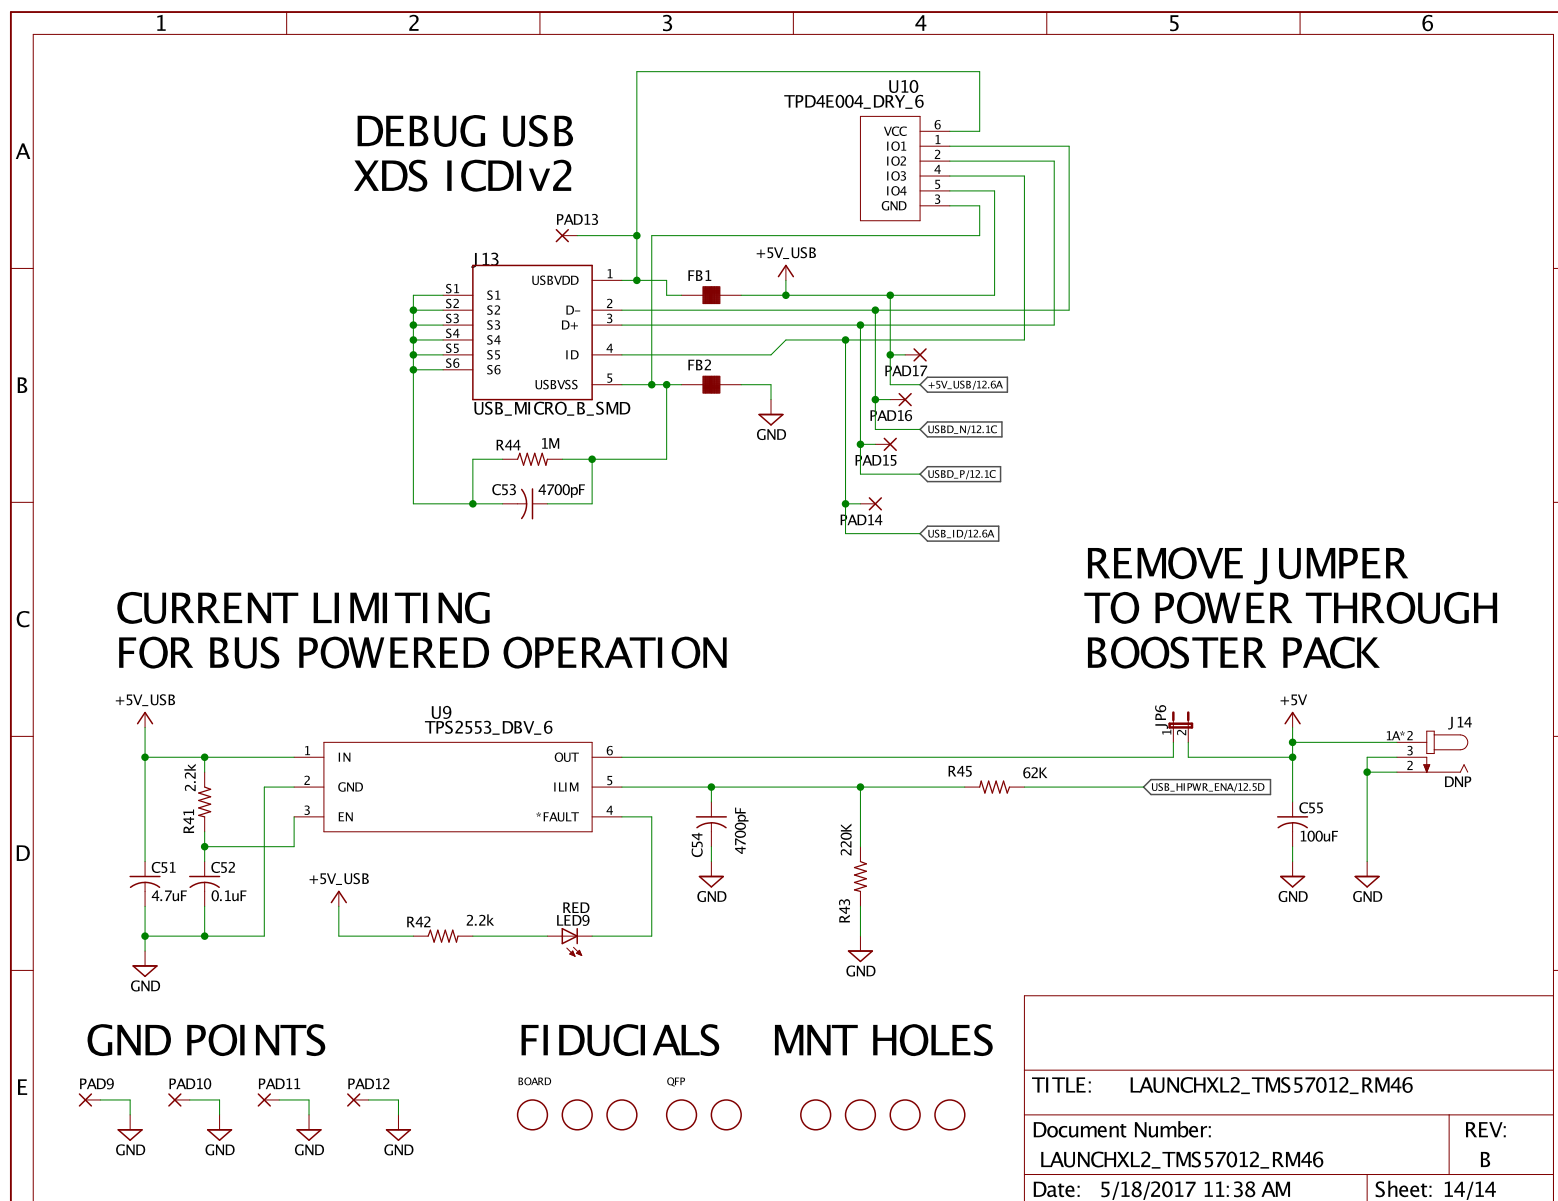 1 2 3 4 5 6
A
B
C
D
E
DEBUG USB
XDS ICDIv2
U10
TPD4E004_DRY_6
VCC 6
IO1 1
IO2 2
IO3 4
IO4 5
GND 3
PAD13
J13
USBVDD 1
D- 2
D+ 3
ID 4
USBVSS 5
S1 S1
S2 S2
S3 S3
S4 S4
S5 S5
S6 S6
USB_MICRO_B_SMD
FB1
+5V_USB
FB2
GND
R44 1M
C53 4700pF
PAD17
+5V_USB/12.6A
PAD16
USBD_N/12.1C
PAD15
USBD_P/12.1C
PAD14
USB_ID/12.6A
REMOVE JUMPER
TO POWER THROUGH
BOOSTER PACK
CURRENT LIMITING
FOR BUS POWERED OPERATION
+5V_USB
U9
TPS2553_DBV_6
1 IN
2 GND
3 EN
OUT 6
ILIM 5
*FAULT 4
R41 2.2k
C51
4.7uF
C52
0.1uF
GND
+5V_USB
R42 2.2k
RED
LED9
C54 4700pF
GND
R43 220K
GND
R45 62K
USB_HIPWR_ENA/12.5D
JP6
1 2
+5V
C55
100uF
GND
J14
1A*2
3
2
DNP
GND
GND POINTS
PAD9 PAD10 PAD11 PAD12
GND GND GND GND
FIDUCIALS
BOARD QFP
MNT HOLES
TITLE: LAUNCHXL2_TMS57012_RM46
Document Number:
LAUNCHXL2_TMS57012_RM46
REV:
B
Date: 5/18/2017 11:38 AM
Sheet: 14/14